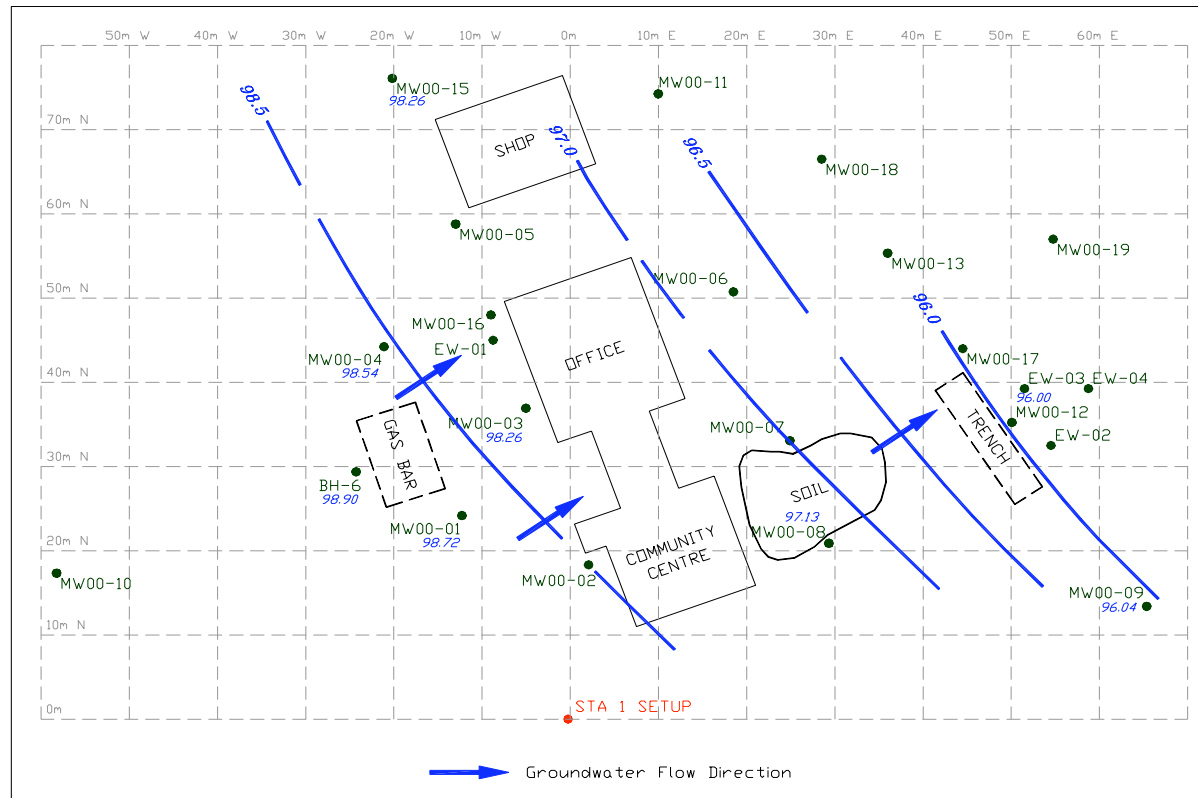 50m W 40m W 30m W 20m W 10m W 0m 10m E 20m E 30m E 40m E 50m E 60m E
MW00-15
98.26
MW00-11
98.5
70m N
SHOP
97.0
96.5
MW00-18
60m N
MW00-05
MW00-19
MW00-13
MW00-06
50m N
96.0
MW00-16
EW-01
OFFICE
MW00-04
98.54
MW00-17
40m N
EW-03 EW-04
96.00
MW00-12
MW00-03
98.26
GAS BAR
MW00-07
TRENCH
EW-02
30m N
BH-6
98.90
SOIL
97.13
MW00-01
98.72
MW00-08
20m N
COMMUNITY
CENTRE
MW00-10
MW00-02
MW00-09
96.04
10m N
0m
STA 1 SETUP
Groundwater Flow Direction